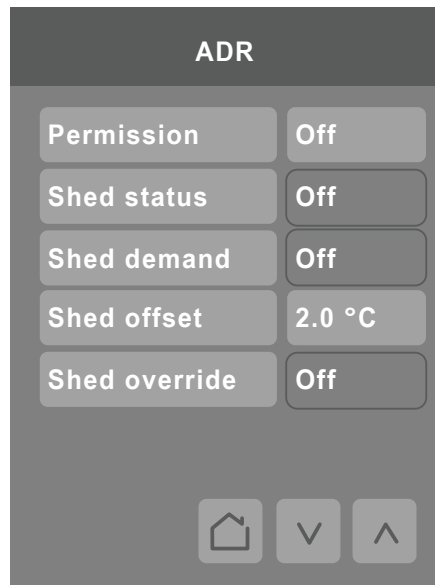 ADR
Permission Off
Shed status Off
Shed demand Off
Shed offset 2.0 °C
Shed override Off